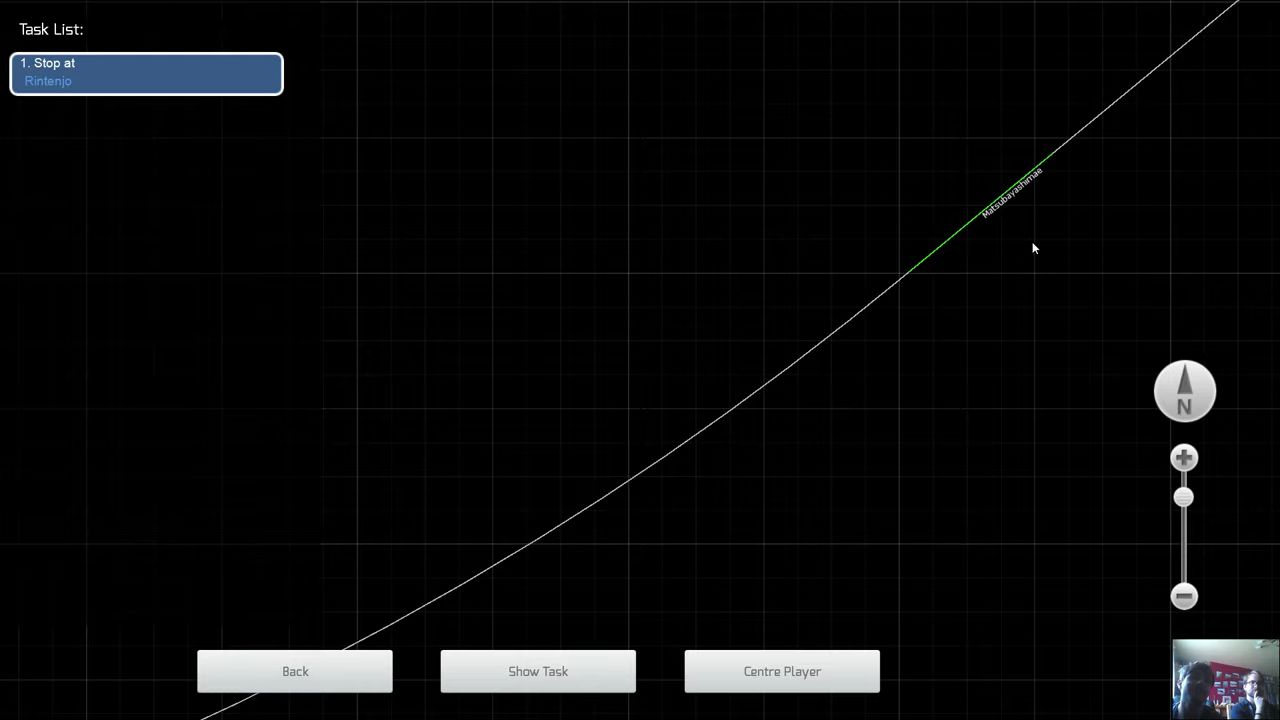 Task List:
1. Stop at
Rintenjo
Matsubayashimae
N
Back
Show Task
Centre Player